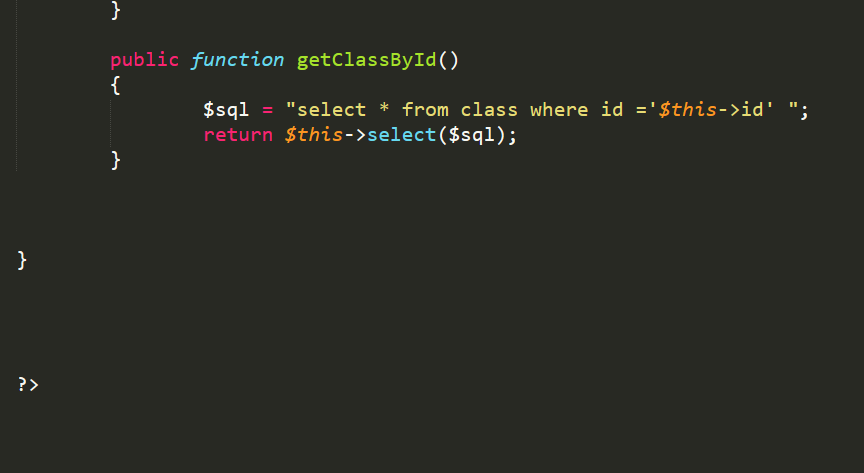 }
public function getClassById()
{
$sql = "select * from class where id ='$this->id' ";
return $this->select($sql);
}
}
?>